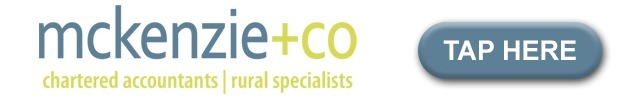 mckenzie+co
chartered accountants | rural specialists
TAP HERE